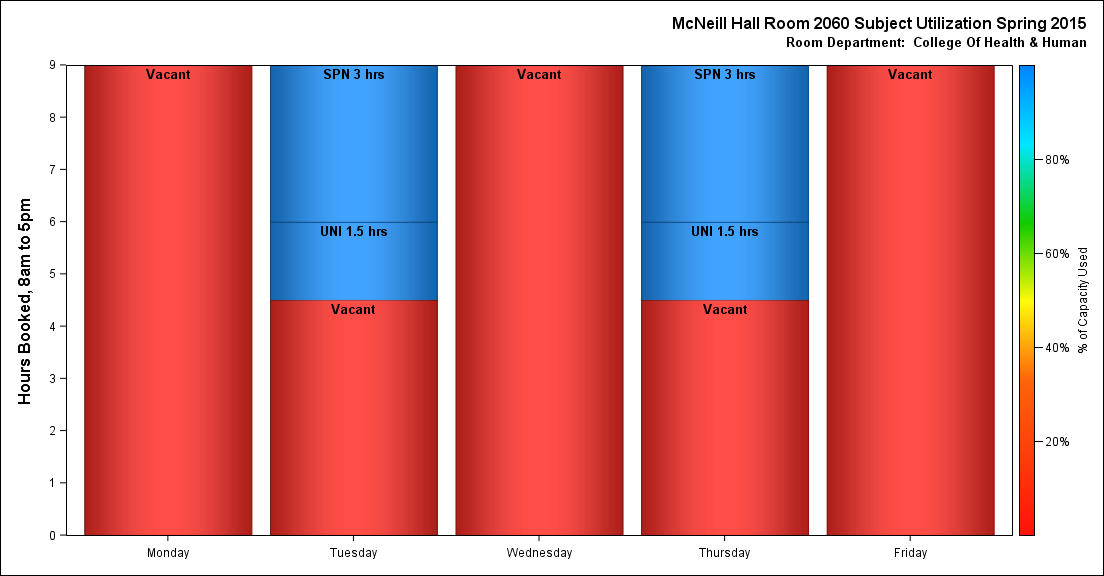 McNeill Hall Room 2060 Subject Utilization Spring 2015
Room Department:  College Of Health & Human
Hours Booked, 8am to 5pm
9
8
7
6
5
4
3
2
1
0
Vacant
SPN 3 hrs
UNI 1.5 hrs
Vacant
Vacant
SPN 3 hrs
UNI 1.5 hrs
Vacant
Vacant
Monday
Tuesday
Wednesday
Thursday
Friday
80%
60%
40%
20%
% of Capacity Used